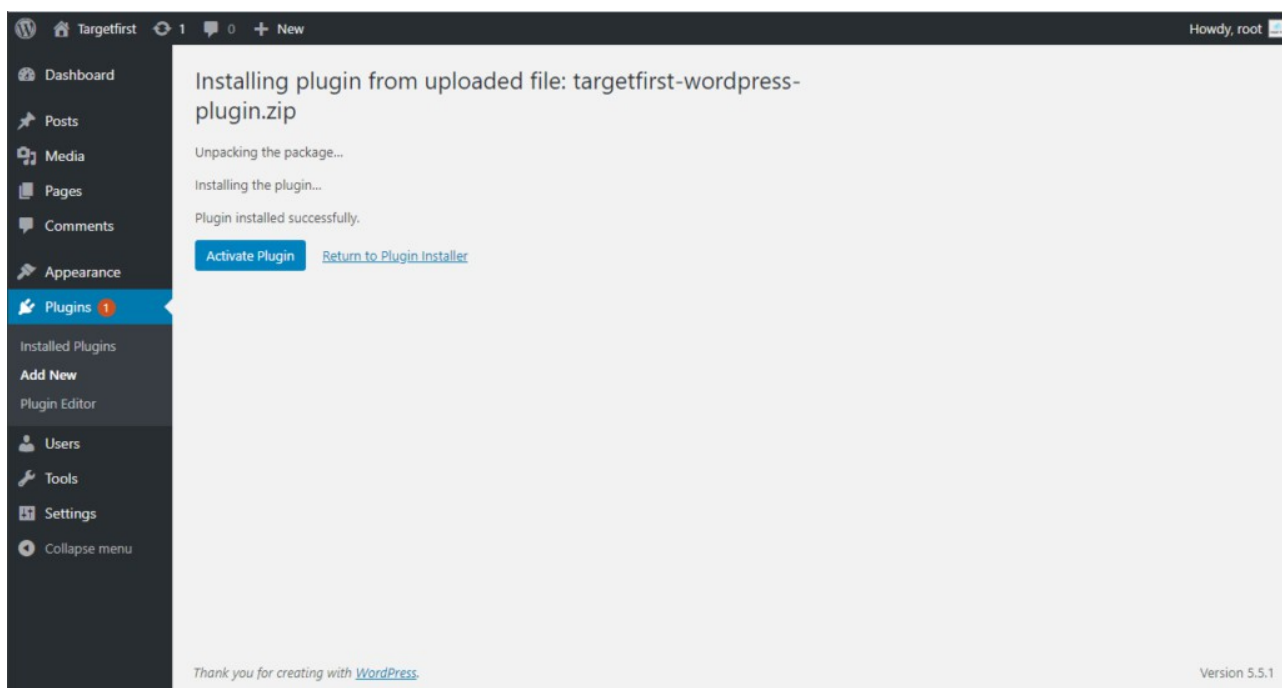 Targetfirst 1 0 + New Howdy, root
Dashboard
Posts
Media
Pages
Comments
Appearance
Plugins 1
Installed Plugins
Add New
Plugin Editor
Users
Tools
Settings
Collapse menu
Installing plugin from uploaded file: targetfirst-wordpress-
plugin.zip
Unpacking the package...
Installing the plugin...
Plugin installed successfully.
Activate Plugin Return to Plugin Installer
Thank you for creating with WordPress. Version 5.5.1